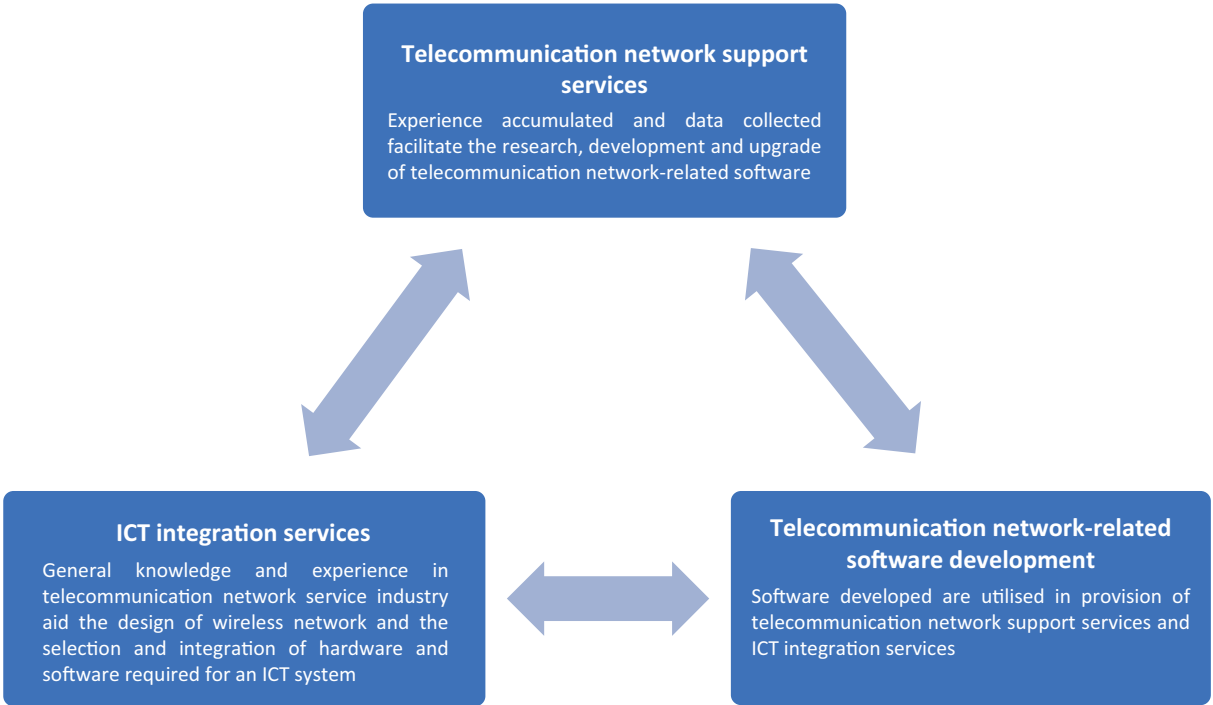 Telecommunication network support
services
Experience accumulated and data collected
facilitate the research, development and upgrade
of telecommunication network-related software
ICT integration services
General knowledge and experience in
telecommunication network service industry
aid the design of wireless network and the
selection and integration of hardware and
software required for an ICT system
Telecommunication network-related
software development
Software developed are utilised in provision of
telecommunication network support services and
ICT integration services